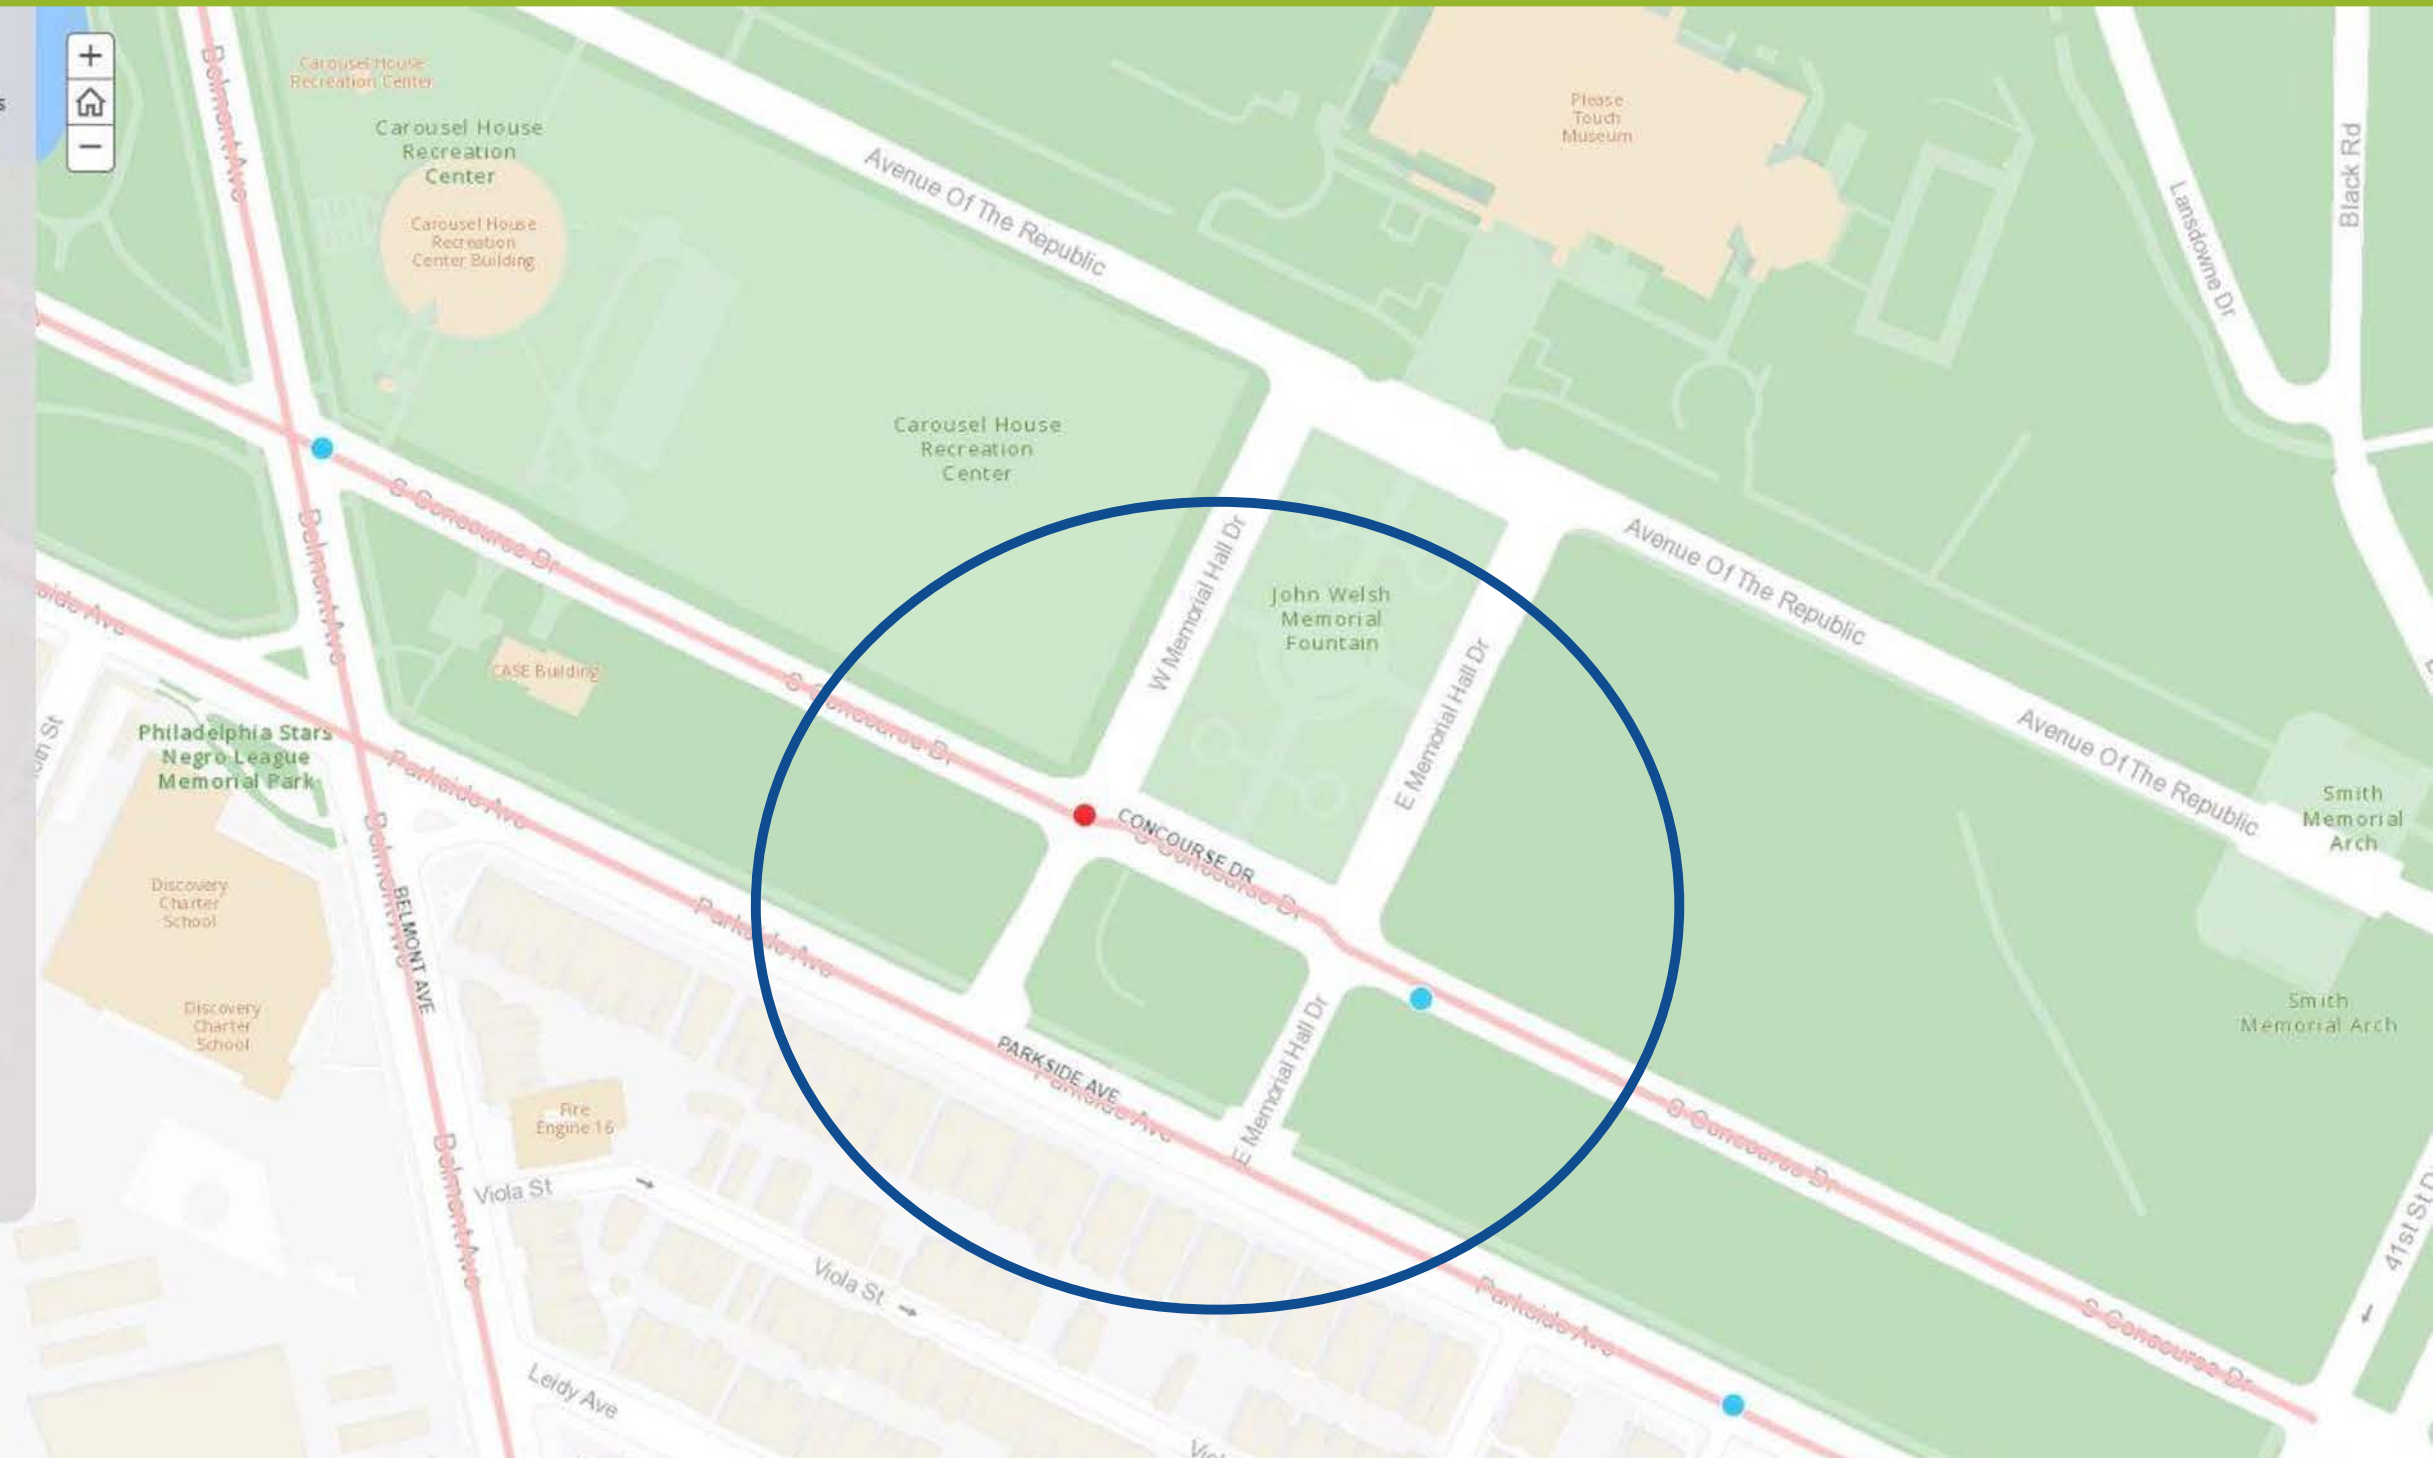 s
+
−
Belmont Ave
Carousel House
Recreation Center
Carousel House
Recreation
Center
Carousel House
Recreation
Center Building
Avenue Of The Republic
Please
Touch
Museum
Lansdowne Dr
Black Rd
Carousel House
Recreation
Center
S Concourse Dr
Belmont Ave
W Memorial Hall Dr
John Welsh
Memorial
Fountain
Avenue Of The Republic
E Memorial Hall Dr
side Ave
CASE Building
S Concourse Dr
Philadelphia Stars
Negro League
Memorial Park
Parkside Ave
Avenue Of The Republic
Smith
Memorial
Arch
CONCOURSE DR
S Concourse Dr
Belmont Ave
BELMONT AVE
Discovery
Charter
School
Parkside Ave
Discovery
Charter
School
Smith
Memorial Arch
E Memorial Hall Dr
PARKSIDE AVE
Parkside Ave
Fire
Engine 16
S Concourse Dr
Belmont Ave
Viola St
Viola St
41st St D
Parkside Ave
S Concourse Dr
Leidy Ave